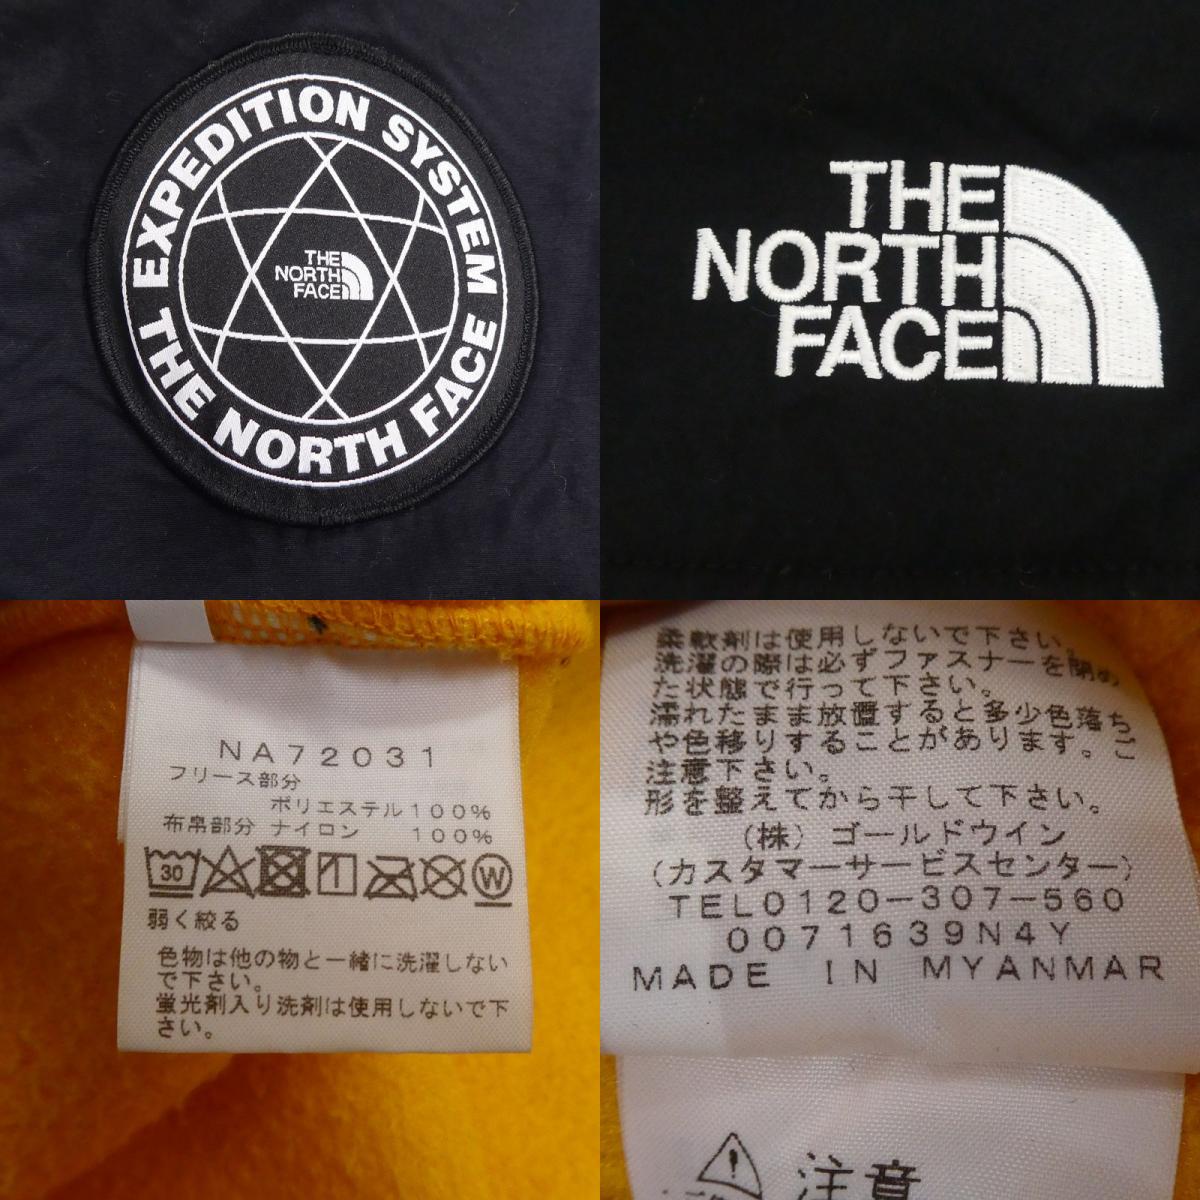 EXPEDITION SYSTEM
THE NORTH FACE
THE
NORTH
FACE
THE
NORTH
FACE
NA72031
フリース部分
ポリエステル100%
布帛部分 ナイロン 100%
30
W
弱く絞る
色物は他の物と一緒に洗濯しない
で下さい。
蛍光剤入り洗剤は使用しないで下
さい。
柔軟剤は使用しないで下さい。
洗濯の際は必ずファスナーを閉め
た状態で行って下さい。
濡れたまま放置すると多少色落ち
や色移りすることがあります。ご
注意下さい。
形を整えてから干して下さい。
(株) ゴールドウイン
(カスタマーサービスセンター)
TEL0120-307-560
0071639N4Y
MADE IN MYANMAR
注意